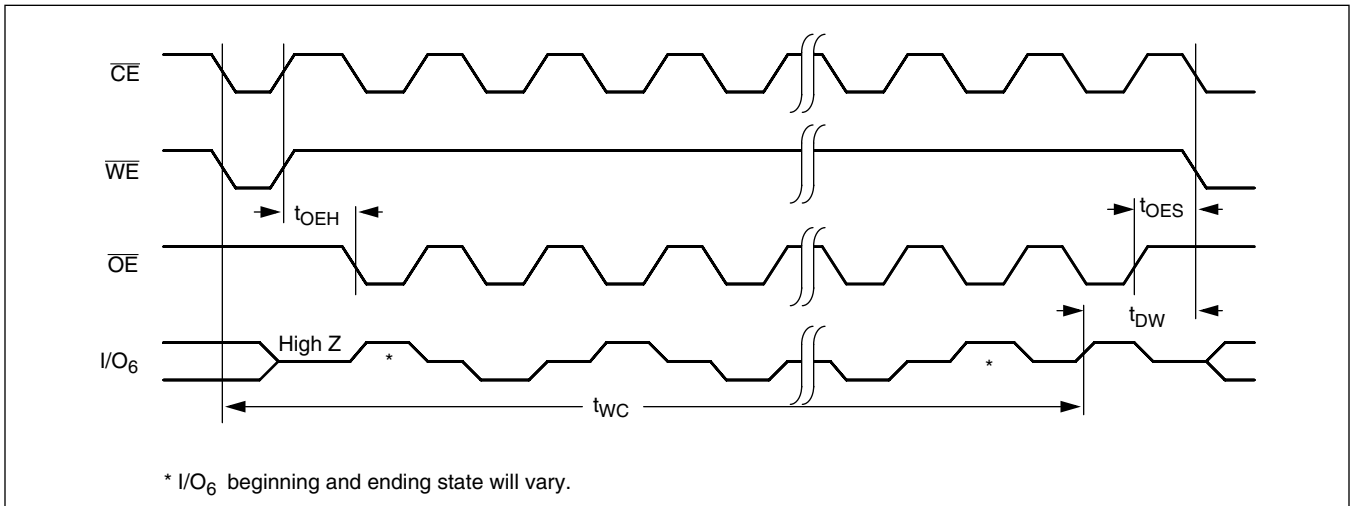 CE
WE
tOEH
tOES
OE
tDW
High Z
I/O6
*
*
tWC
* I/O6 beginning and ending state will vary.